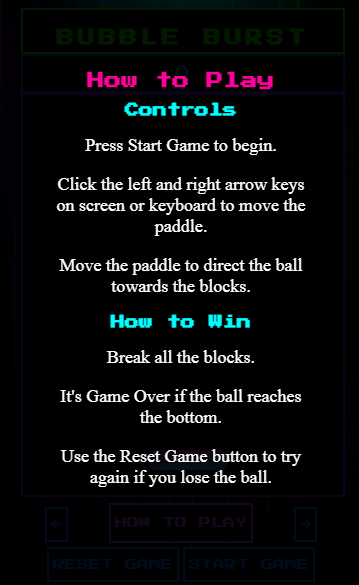 BUBBLE BURST
How to Play
Controls
Press Start Game to begin.
Click the left and right arrow keys
on screen or keyboard to move the
paddle.
Move the paddle to direct the ball
towards the blocks.
How to Win
Break all the blocks.
It's Game Over if the ball reaches
the bottom.
Use the Reset Game button to try
again if you lose the ball.
← HOW TO PLAY →
RESET GAME START GAME